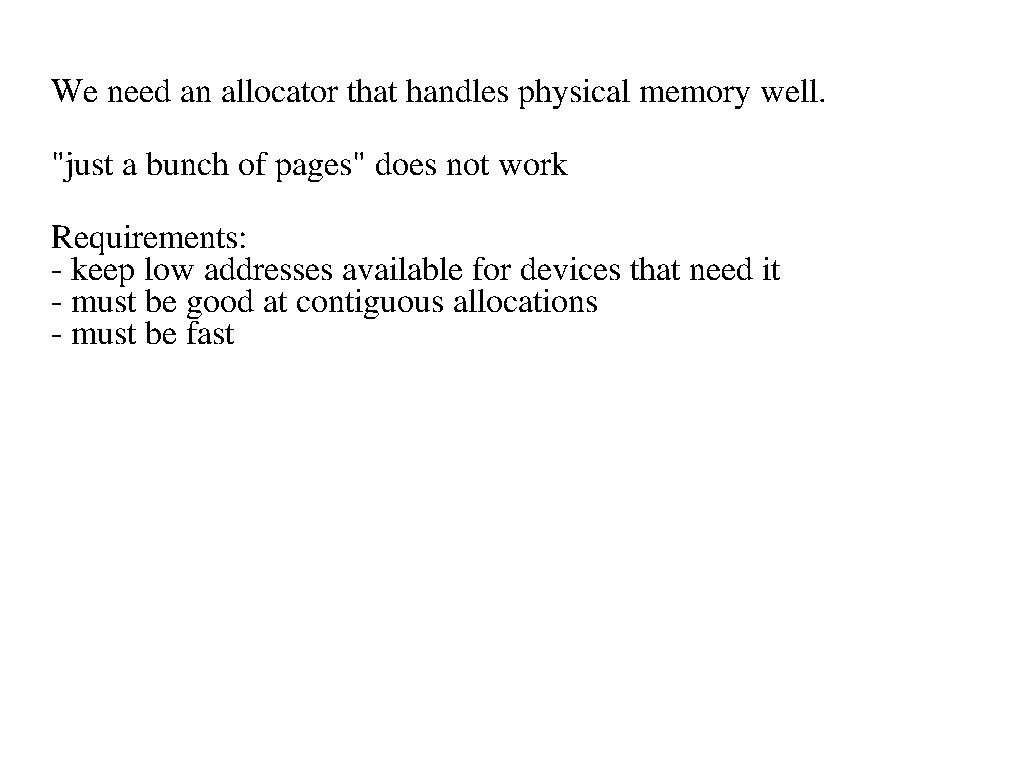 We need an allocator that handles physical memory well.
"just a bunch of pages" does not work
Requirements:
- keep low addresses available for devices that need it
- must be good at contiguous allocations
- must be fast